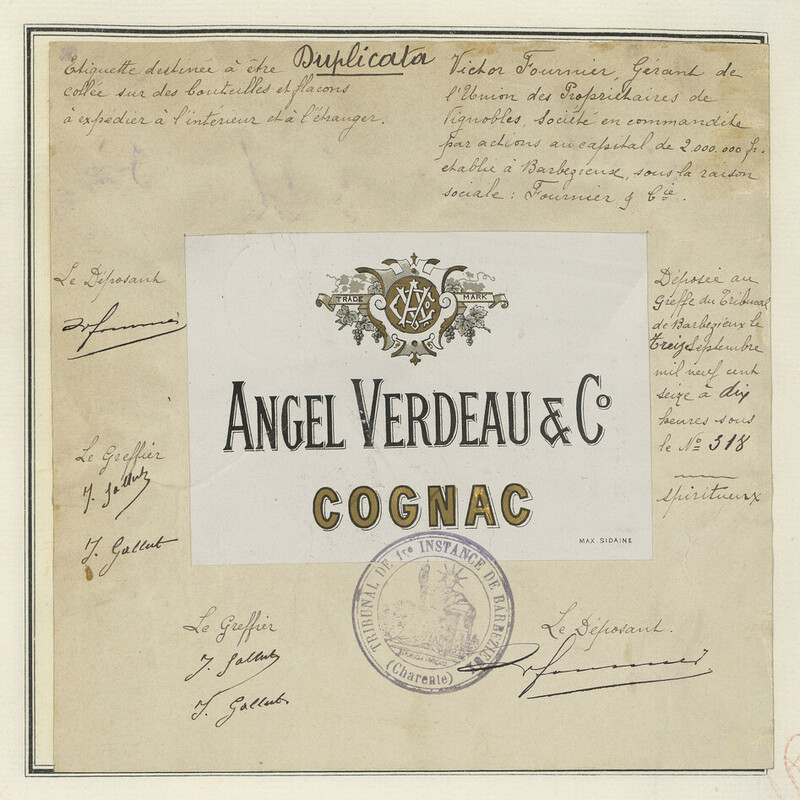 Duplicata
Etiquette destinée à être
collée sur des bouteilles et flacons
à expédier à l'intérieur et à l'étranger.
Victor Fournier, Gérant de
l'Union des Propriétaires de
Vignobles, société en commandite
par actions au capital de 2.000.000 fr.
établie à Barbezieux, sous la raison
sociale : Fournier & Cie.
Le Déposant
TRADE MARK
ANGEL VERDEAU & Co
COGNAC
MAX. SIDAINE
Déposée au
Greffe du Tribunal
de Barbezieux le
treize Septembre
mil neuf cent
seize à dix
heures sous
le No 318
spiritueux
Le Greffier
J. Gallut
J. Gallut
TRIBUNAL DE 1re INSTANCE DE BARBEZIEUX
(Charente)
Le Greffier
J. Gallut
J. Gallut
Le Déposant.